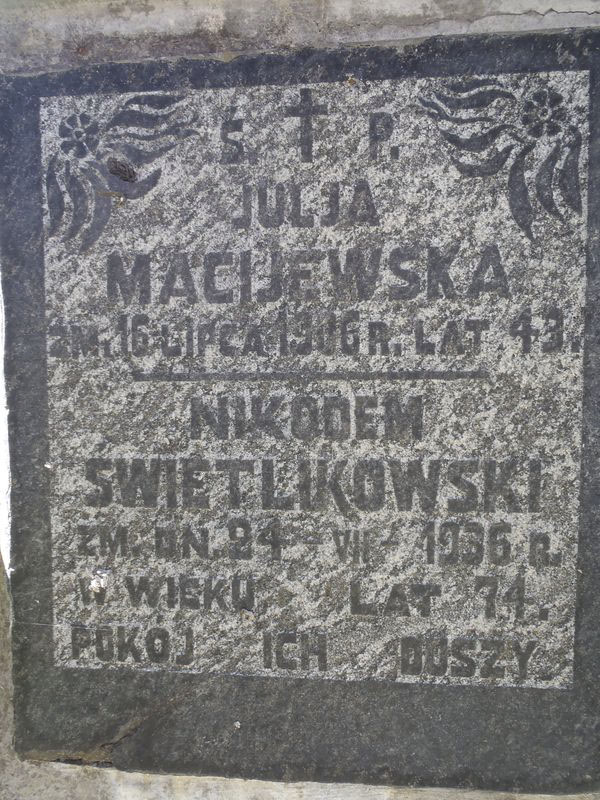 Ś. † P.
JULJA
MACIJEWSKA
ZM. 16 LIPCA 1906 R. LAT 43.
NIKODEM
ŚWIETLIKOWSKI
ZM. DN. 24 – VII – 1936 R.
W WIEKU LAT 74.
POKÓJ ICH DUSZY.